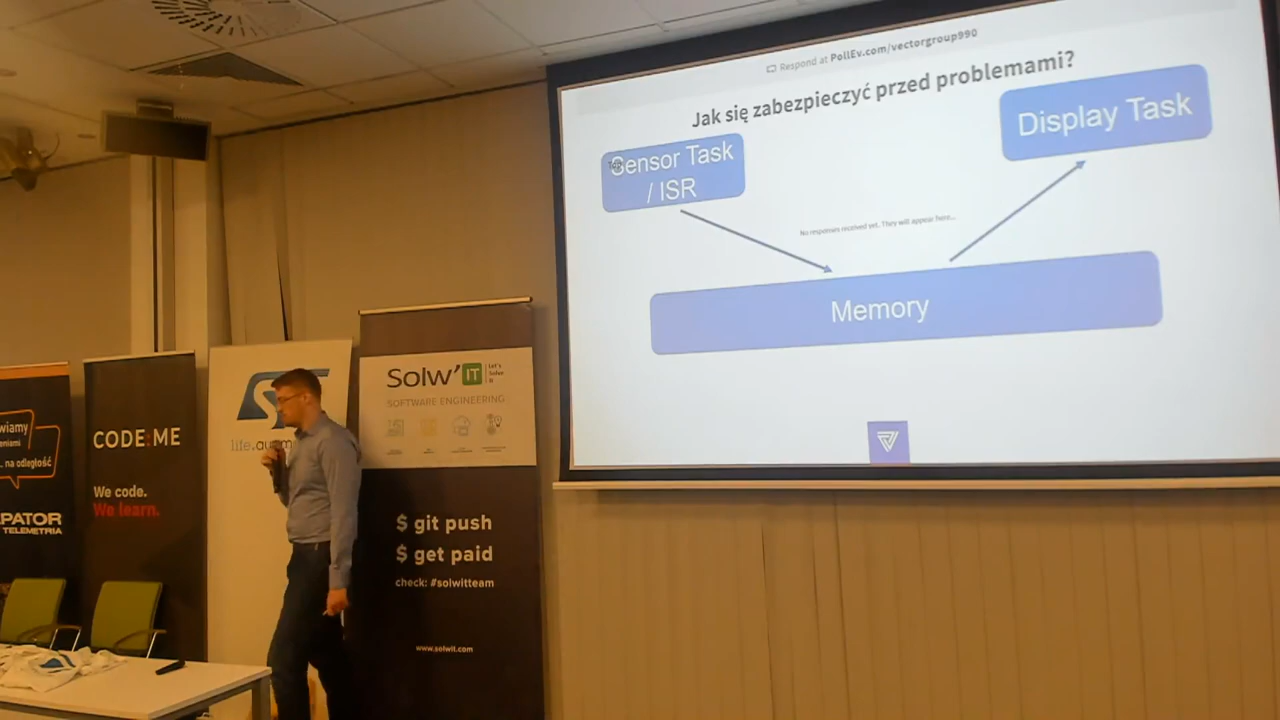 Respond at PollEv.com/vectorgroup990
Jak się zabezpieczyć przed problemami?
Sensor Task
/ ISR
Display Task
No responses received yet. They will appear here...
Memory
wiamy
na odległość
PATOR
TELEMETRIA
CODE:ME
We code.
We learn.
life.augm
Solw'IT
Let's
Solve
It
SOFTWARE ENGINEERING
$ git push
$ get paid
check: #solwitteam
www.solwit.com